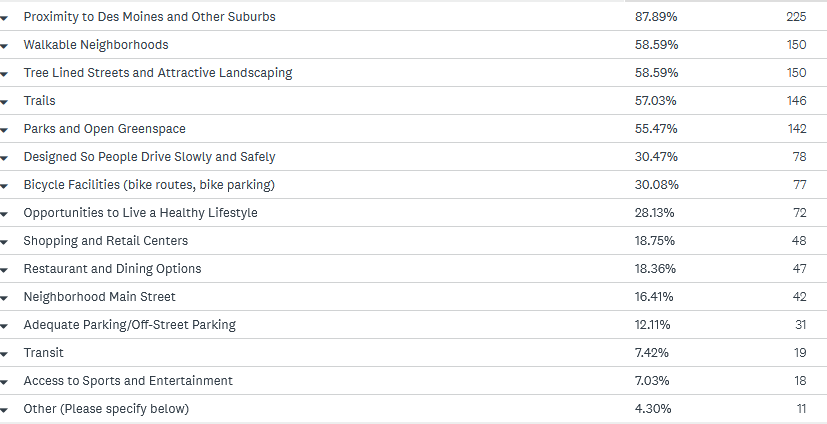 Proximity to Des Moines and Other Suburbs 87.89% 225
Walkable Neighborhoods 58.59% 150
Tree Lined Streets and Attractive Landscaping 58.59% 150
Trails 57.03% 146
Parks and Open Greenspace 55.47% 142
Designed So People Drive Slowly and Safely 30.47% 78
Bicycle Facilities (bike routes, bike parking) 30.08% 77
Opportunities to Live a Healthy Lifestyle 28.13% 72
Shopping and Retail Centers 18.75% 48
Restaurant and Dining Options 18.36% 47
Neighborhood Main Street 16.41% 42
Adequate Parking/Off-Street Parking 12.11% 31
Transit 7.42% 19
Access to Sports and Entertainment 7.03% 18
Other (Please specify below) 4.30% 11